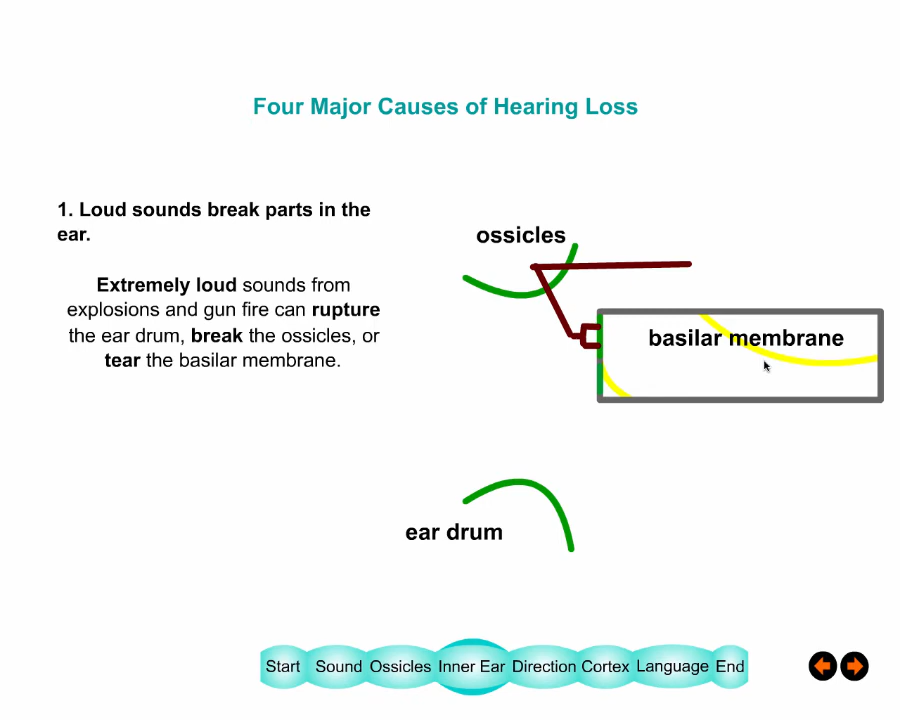 Four Major Causes of Hearing Loss
1. Loud sounds break parts in the
ear.
Extremely loud sounds from
explosions and gun fire can rupture
the ear drum, break the ossicles, or
tear the basilar membrane.
ossicles
basilar membrane
ear drum
Start Sound Ossicles Inner Ear Direction Cortex Language End